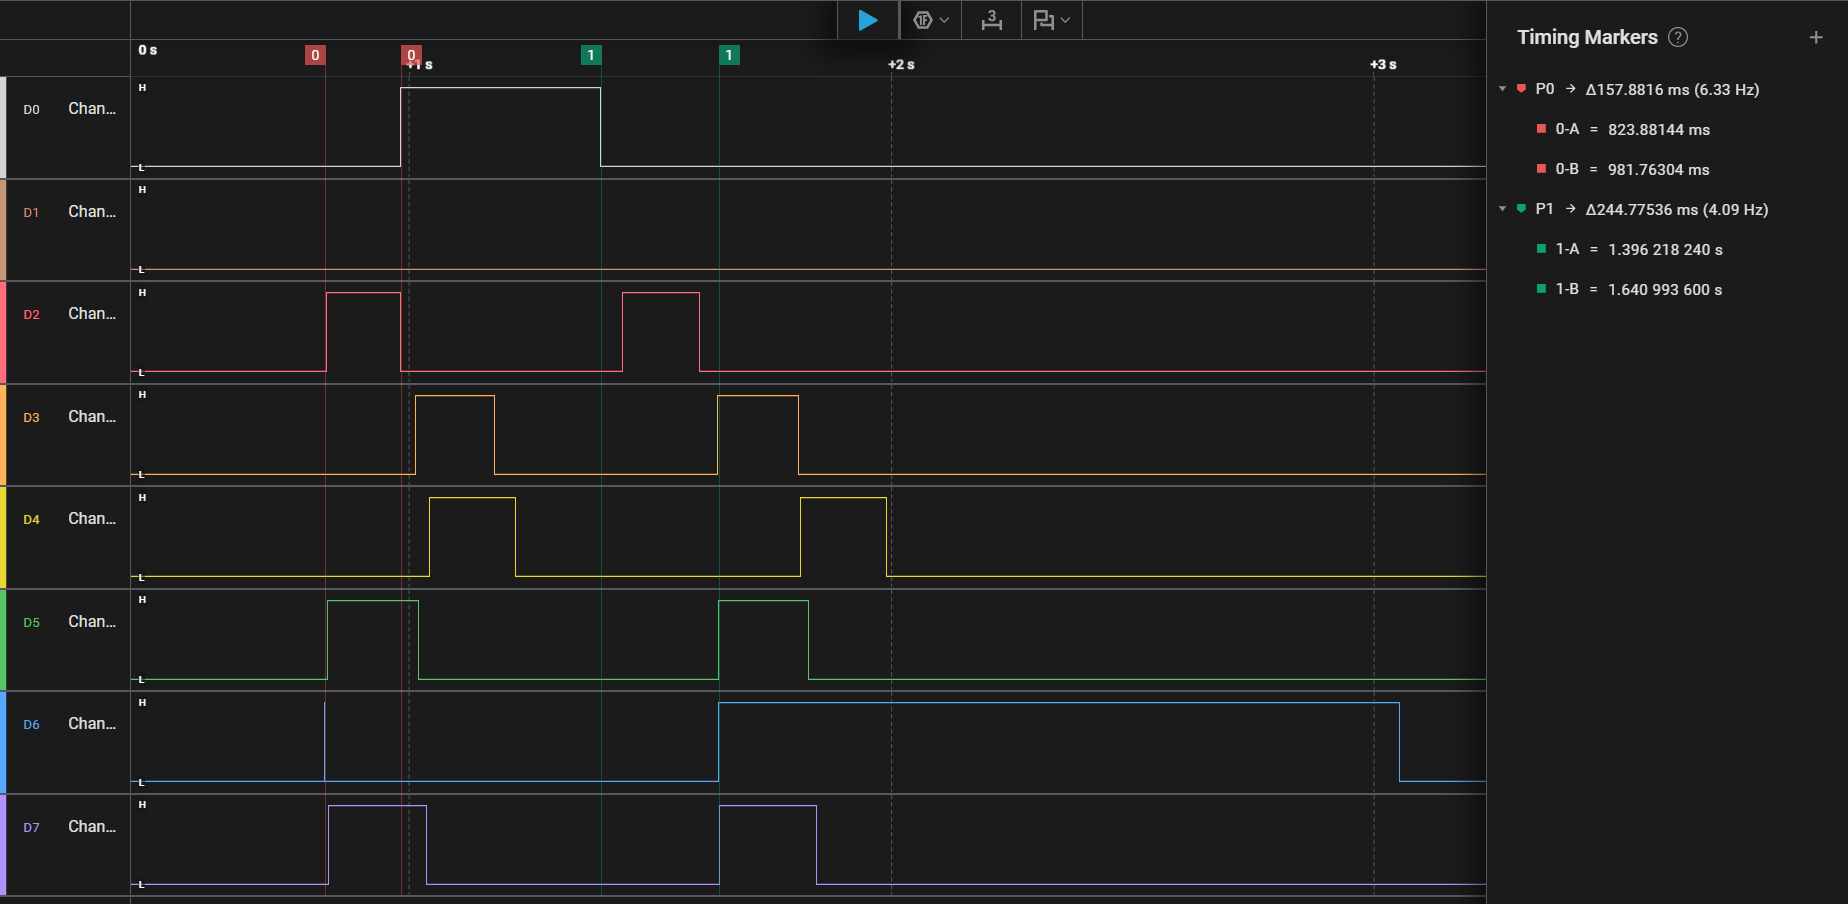 3
Timing Markers ?
0 s
0
0
1
1
+1 s
+2 s
+3 s
P0 → Δ157.8816 ms (6.33 Hz)
0-A = 823.88144 ms
0-B = 981.76304 ms
P1 → Δ244.77536 ms (4.09 Hz)
1-A = 1.396 218 240 s
1-B = 1.640 993 600 s
D0 Chan...
H
L
D1 Chan...
H
L
D2 Chan...
H
L
D3 Chan...
H
L
D4 Chan...
H
L
D5 Chan...
H
L
D6 Chan...
H
L
D7 Chan...
H
L